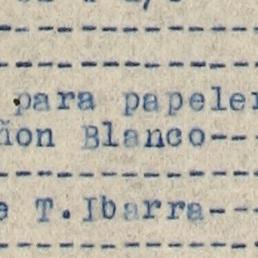 para papeler
ñon Blanco---
e T.Ibarra---